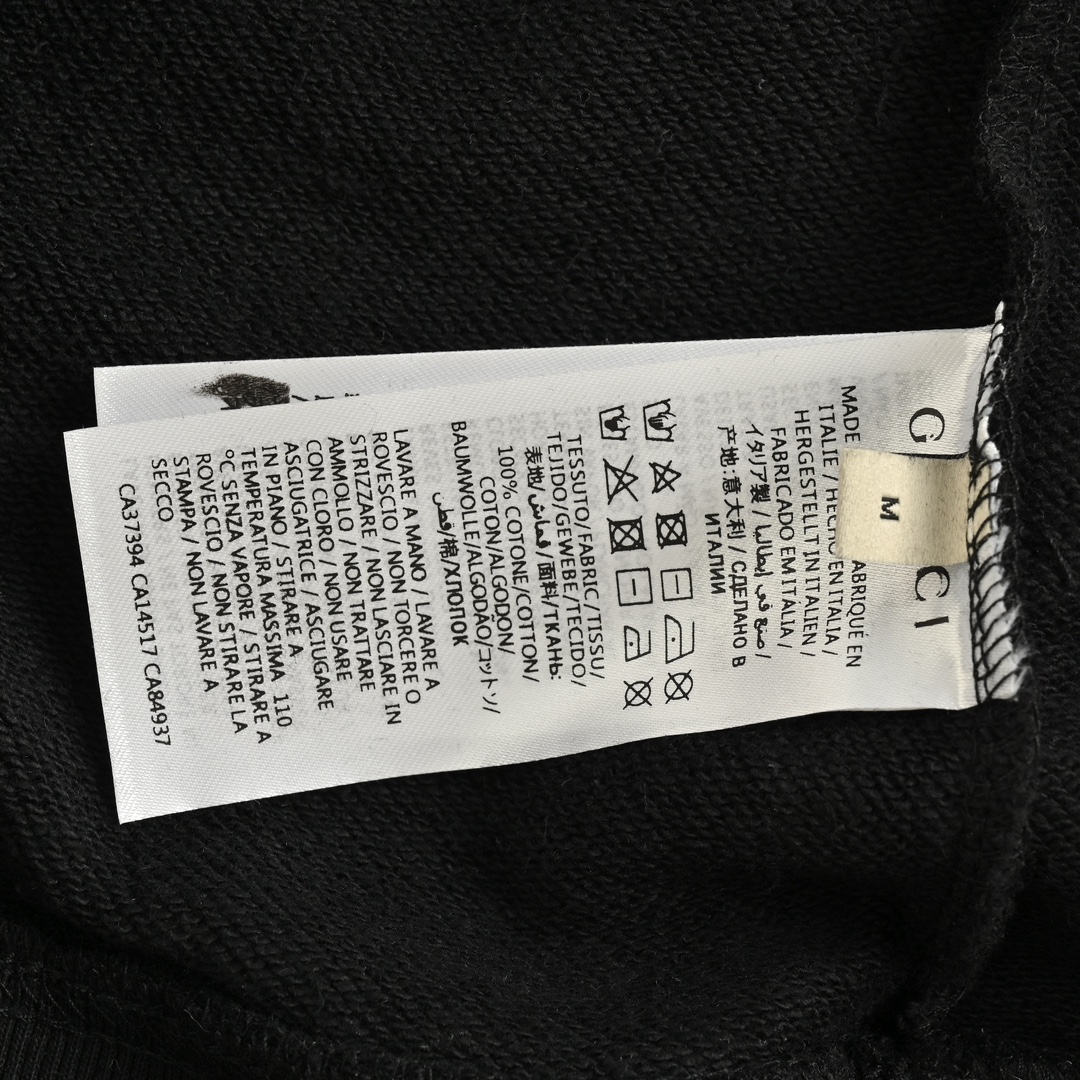 G CI
M
MADE ABRIQUÉ EN
ITALIE / HECHO EN ITALIA /
HERGESTELLT IN ITALIEN /
FABRICADO EM ITALIA /
イタリア製 / صنع في إيطاليا /
产地:意大利 / СДЕЛАНО В
ИТАЛИИ
TESSUTO/FABRIC/TISSU/
TEJIDO/GEWEBE/TECIDO/
表地/قماش/面料/ТКАНЬ:
100% COTONE/COTTON/
COTON/ALGODON/
BAUMWOLLE/ALGODÃO/コットン/
قطن/棉/ХЛОПОК
LAVARE A MANO / LAVARE A
ROVESCIO / NON TORCERE O
STRIZZARE / NON LASCIARE IN
AMMOLLO / NON TRATTARE
CON CLORO / NON USARE
ASCIUGATRICE / ASCIUGARE
IN PIANO / STIRARE A
TEMPERATURA MASSIMA 110
°C SENZA VAPORE / STIRARE A
ROVESCIO / NON STIRARE LA
STAMPA / NON LAVARE A
SECCO
CA37394 CA14517 CA84937